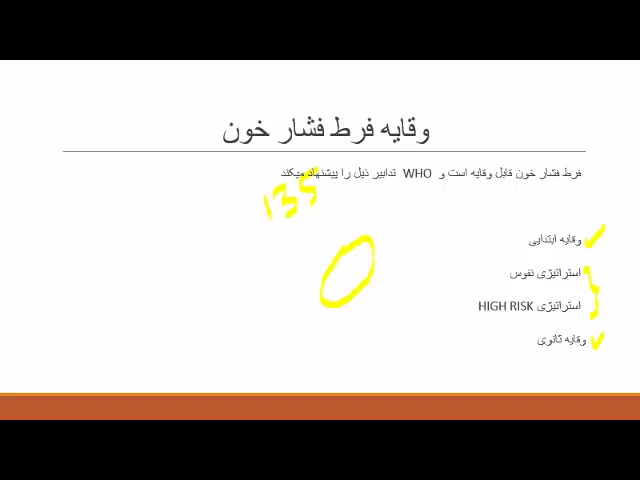 وقایه فرط فشار خون
فرط فشار خون قابل وقایه است و WHO تدابیر ذیل را پیشنهاد میکند
135
وقایه ابتدایی
استراتیژی نفوس
استراتیژی HIGH RISK
وقایه ثانوی